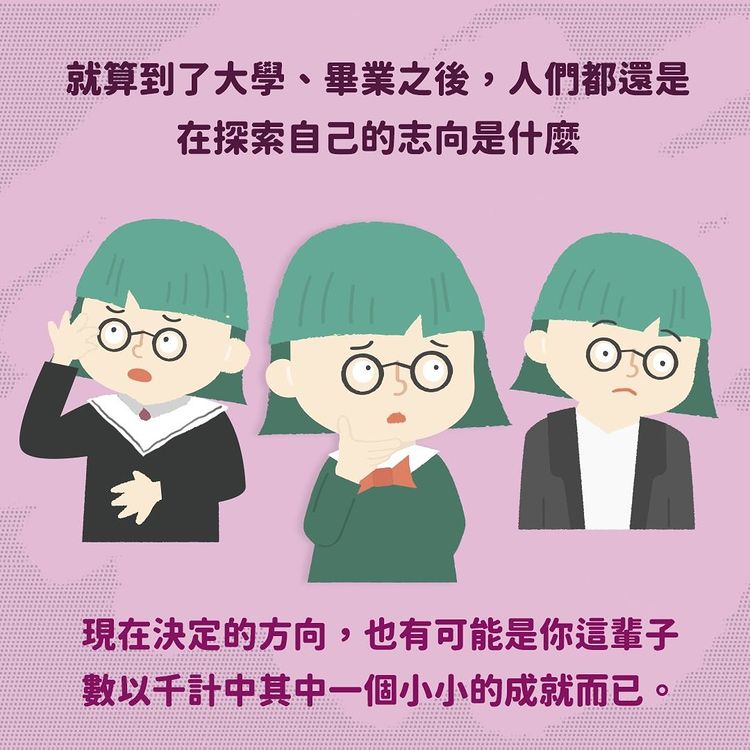 就算到了大學、畢業之後，人們都還是
在探索自己的志向是什麼
現在決定的方向，也有可能是你這輩子
數以千計中其中一個小小的成就而已。